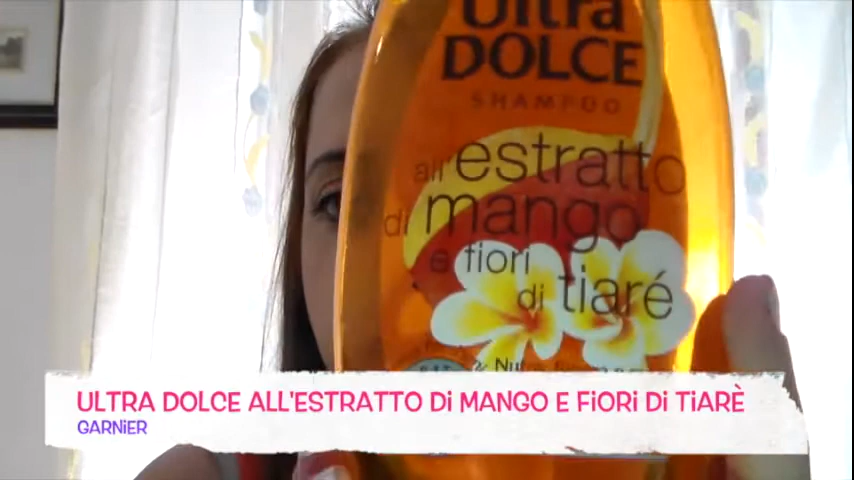 Ultra
DOLCE
SHAMPOO
all'estratto
di mango
e fiori
di tiaré
ULTRA DOLCE ALL'ESTRATTO Di MANGO E FiORi Di TiARÈ
GARNiER